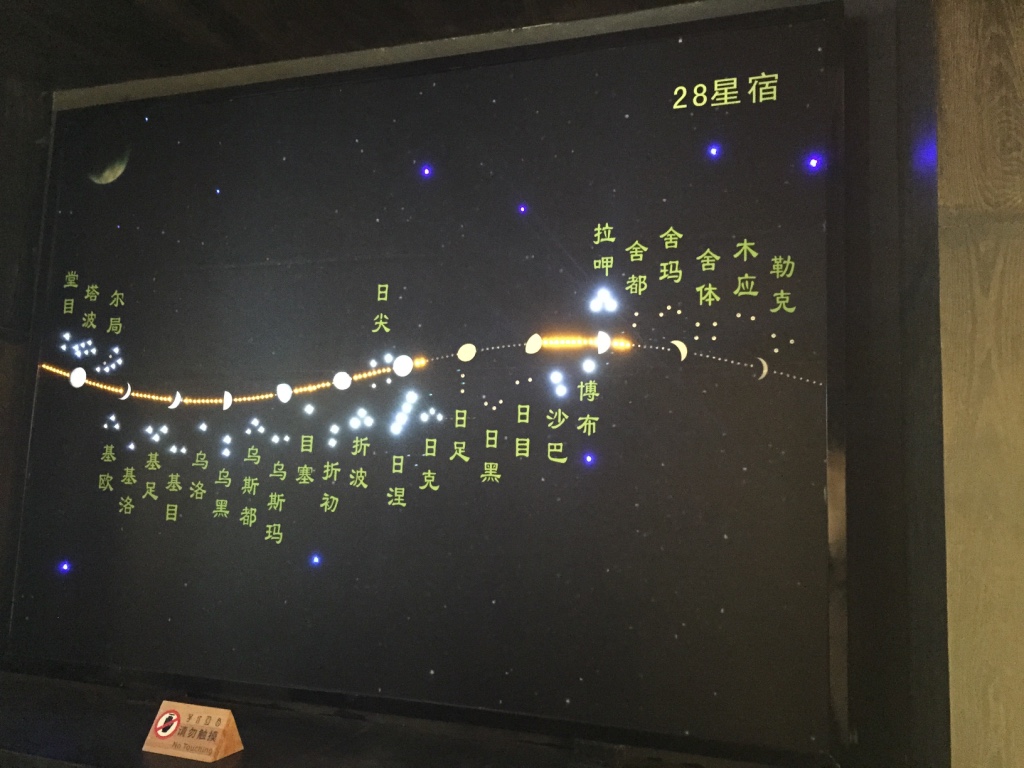 28星宿
堂目
塔波
尔局
日尖
拉呷
舍都
舍玛
舍体
木应
勒克
基欧
基洛
基足
基目
乌洛
乌黑
乌斯都
乌斯玛
目塞
折初
折波
日涅
日克
日足
日黑
日目
沙巴
博布
请勿触摸
No Touching